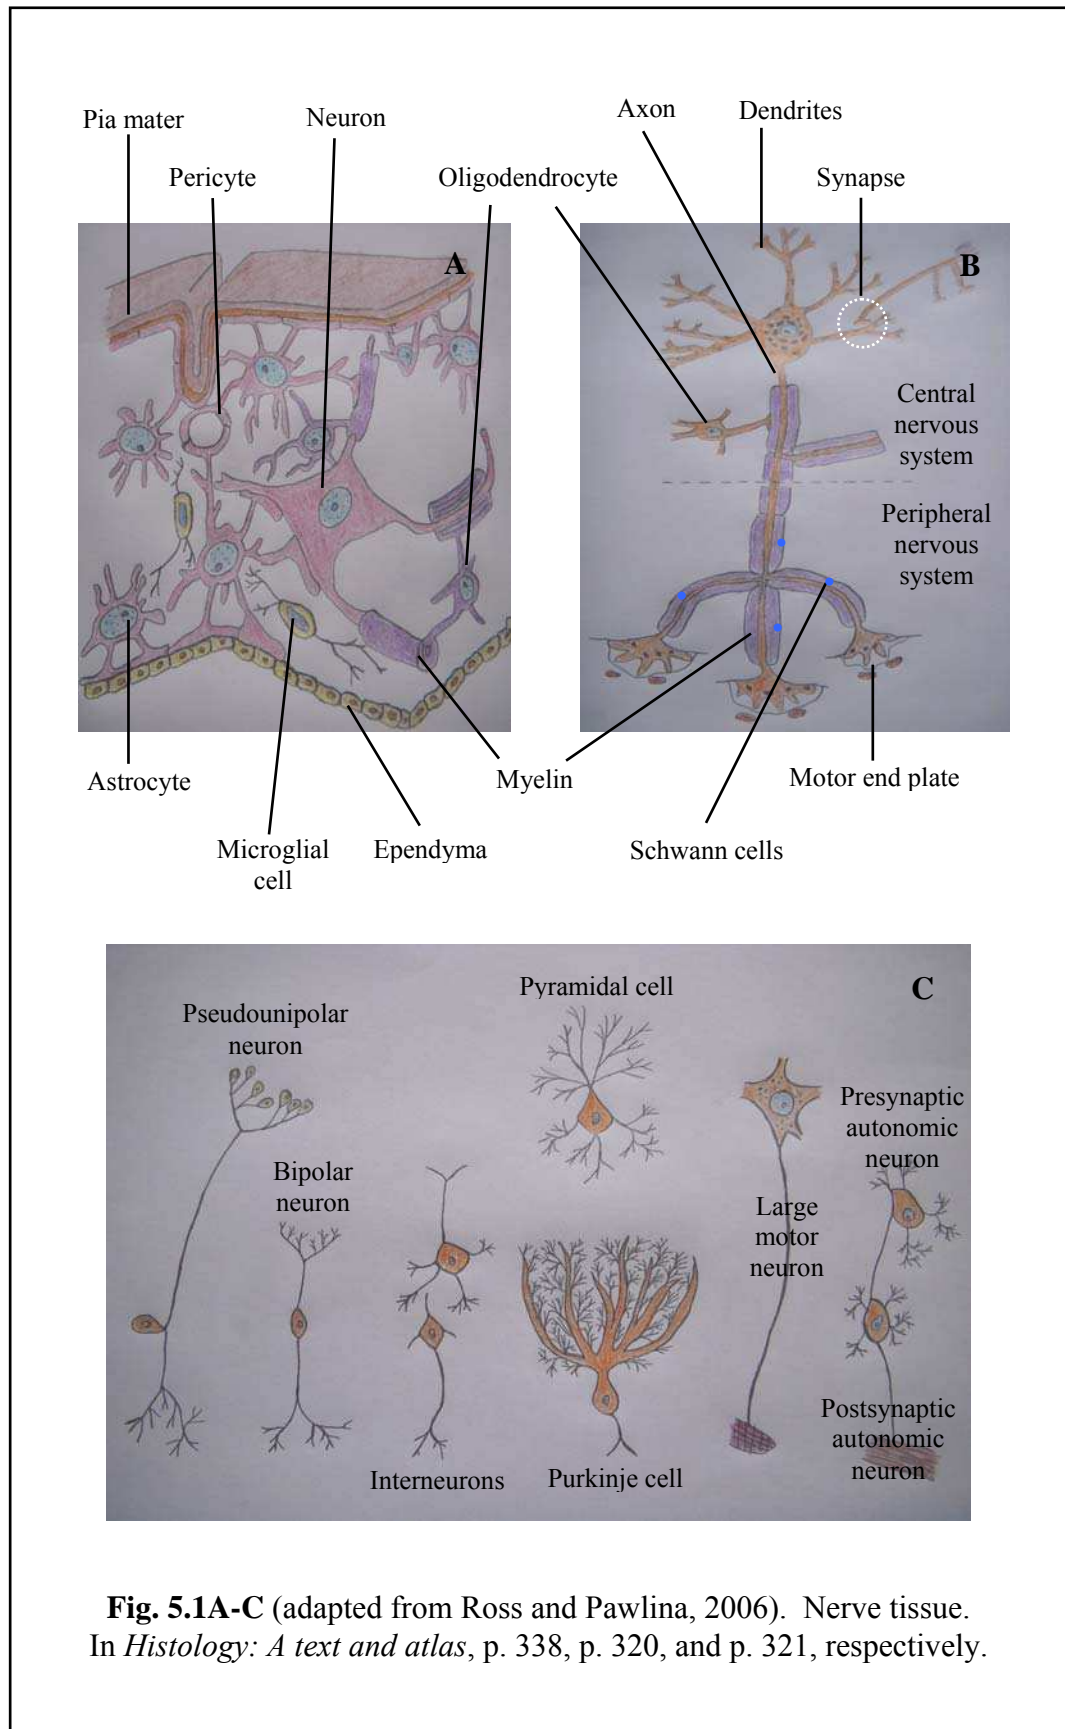 Pia mater
Neuron
Axon
Dendrites
Pericyte
Oligodendrocyte
Synapse
A
B
Central
nervous
system
Peripheral
nervous
system
Astrocyte
Myelin
Motor end plate
Microglial
cell
Ependyma
Schwann cells
C
Pseudounipolar
neuron
Pyramidal cell
Bipolar
neuron
Presynaptic
autonomic
neuron
Large
motor
neuron
Interneurons
Purkinje cell
Postsynaptic
autonomic
neuron
Fig. 5.1A-C (adapted from Ross and Pawlina, 2006). Nerve tissue.
In Histology: A text and atlas, p. 338, p. 320, and p. 321, respectively.